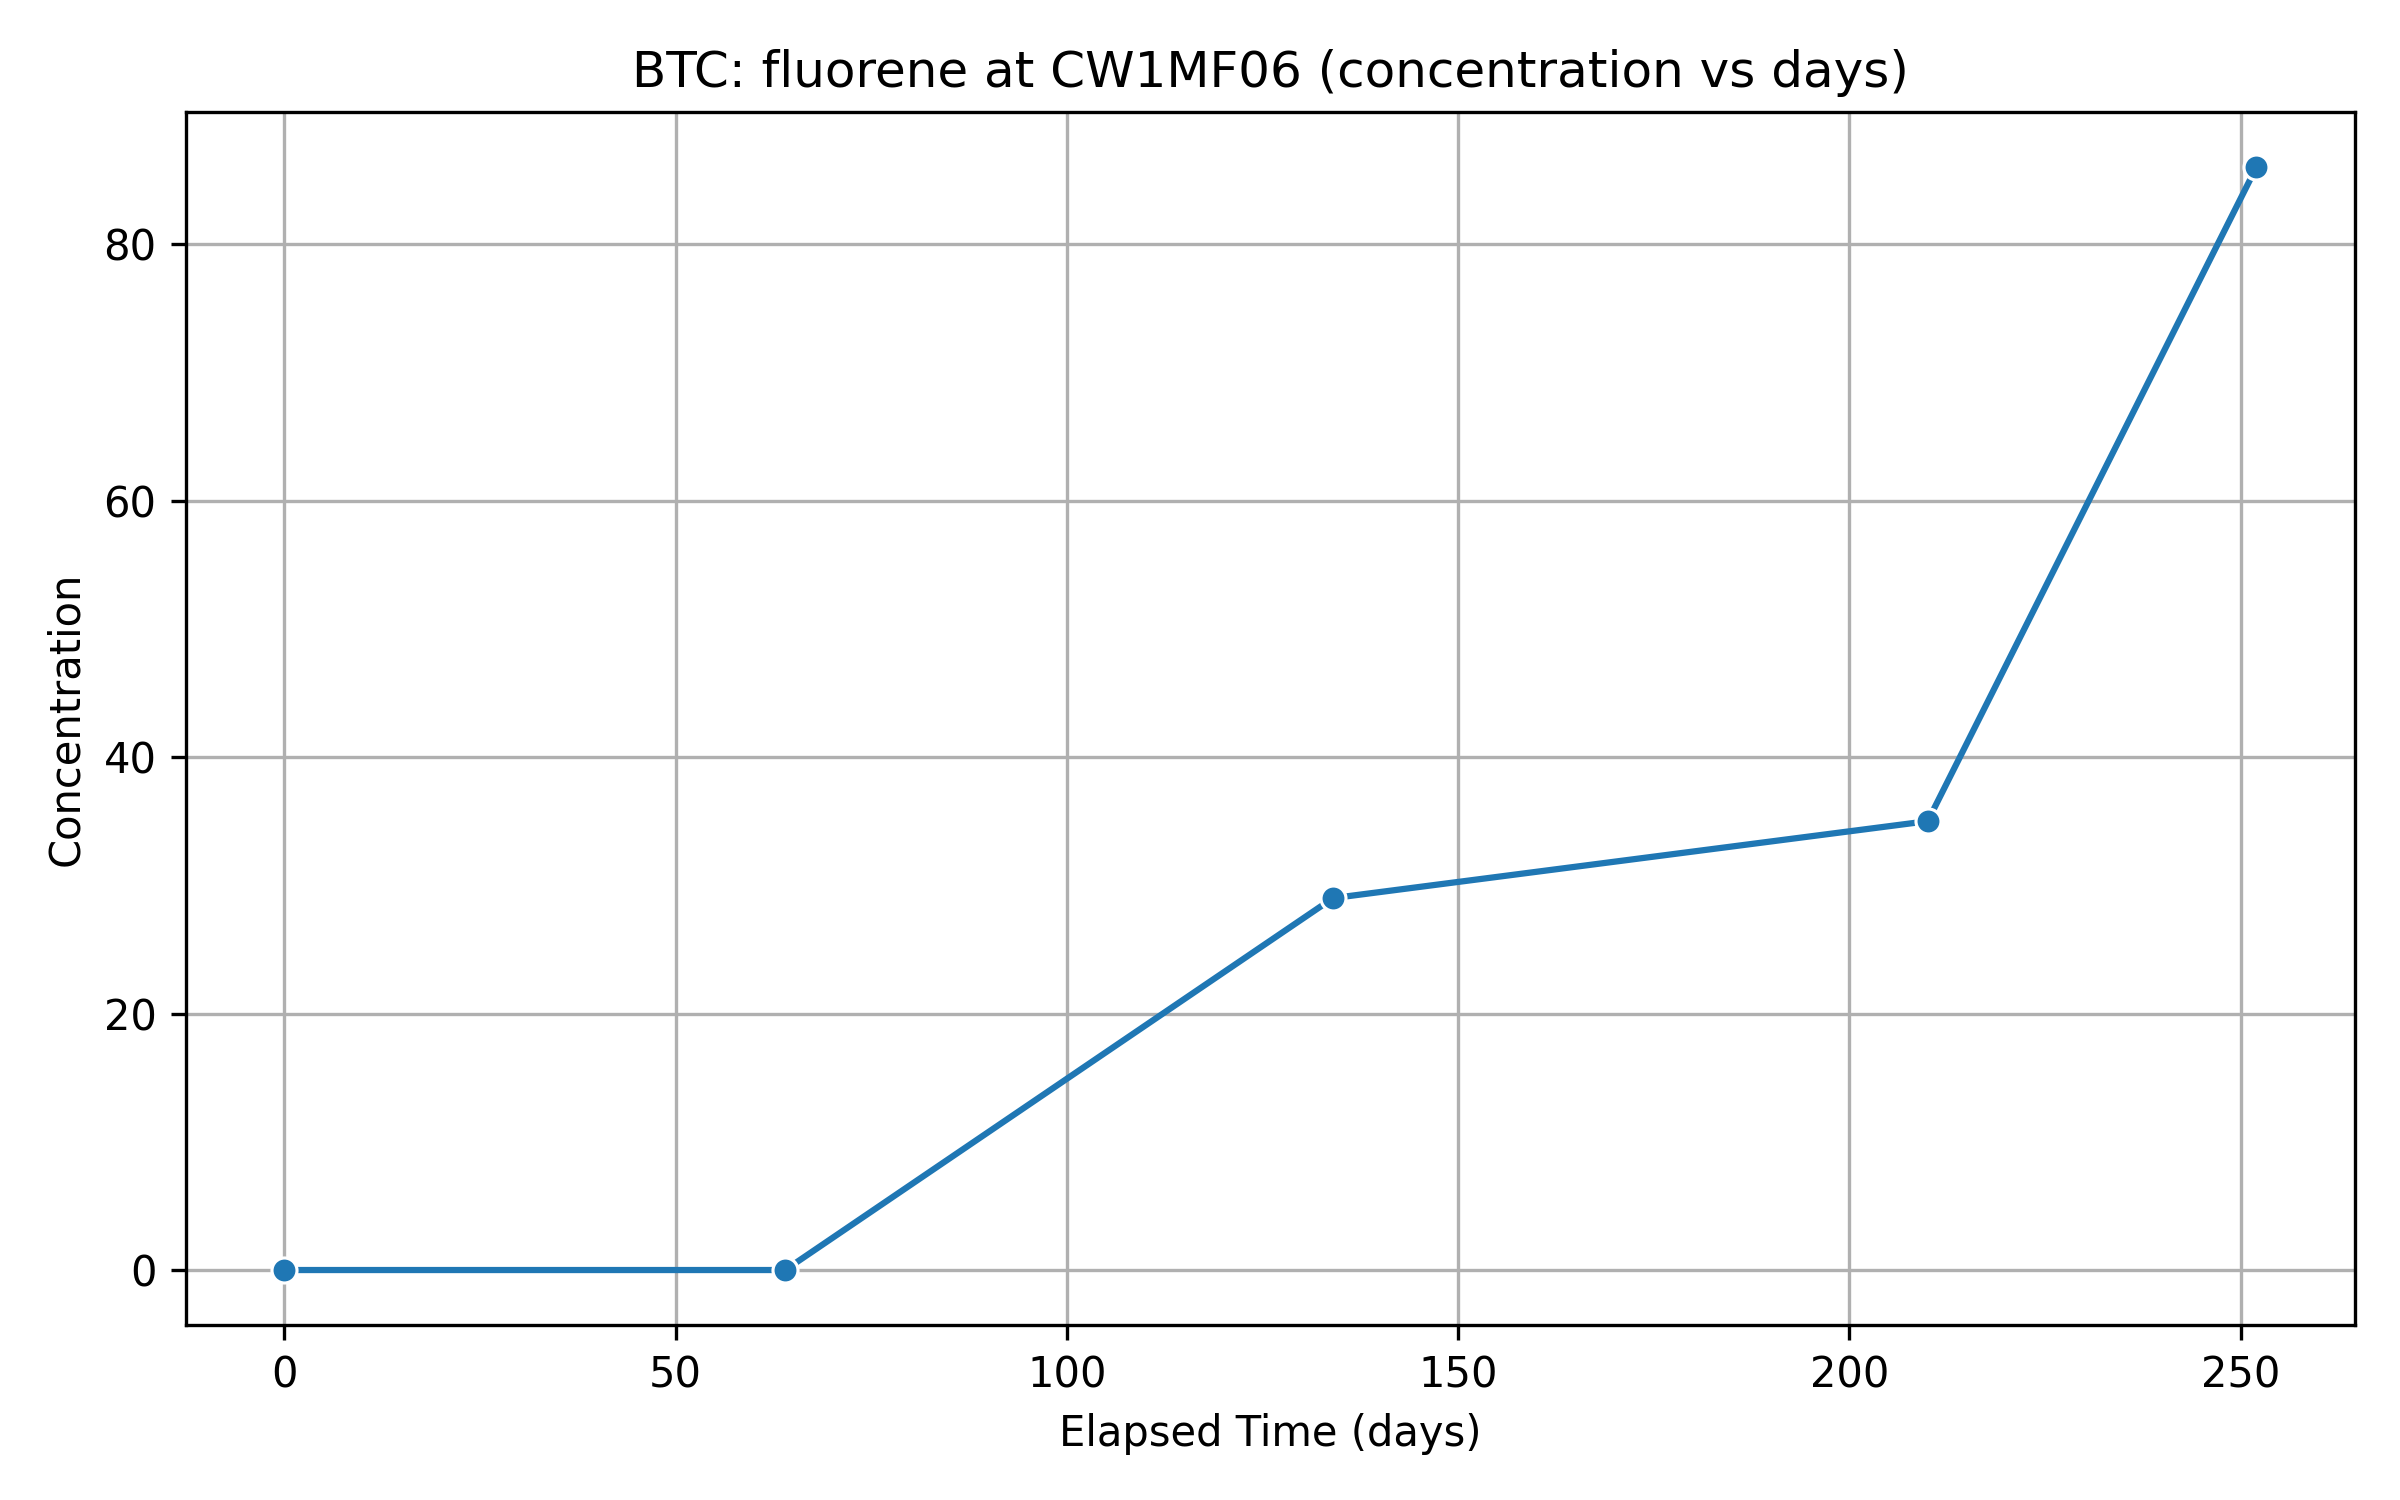 BTC: fluorene at CW1MF06 (concentration vs days)
Concentration
80
60
40
20
0
0 50 100 150 200 250
Elapsed Time (days)